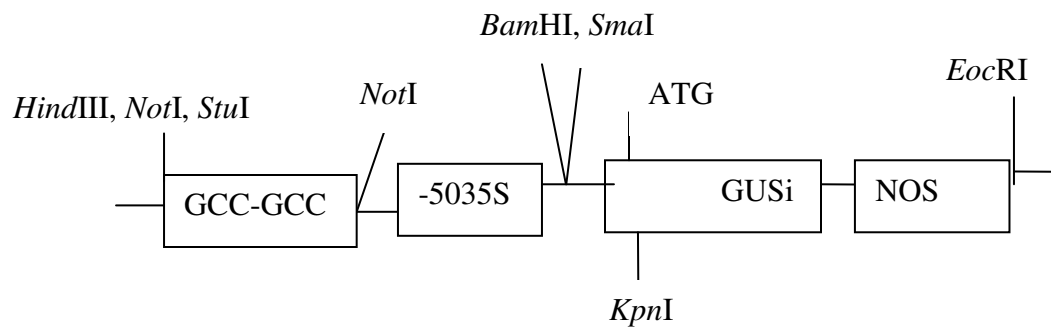 BamHI, SmaI
EocRI
HindIII, NotI, StuI
NotI
ATG
GCC-GCC
-5035S
GUSi
NOS
KpnI